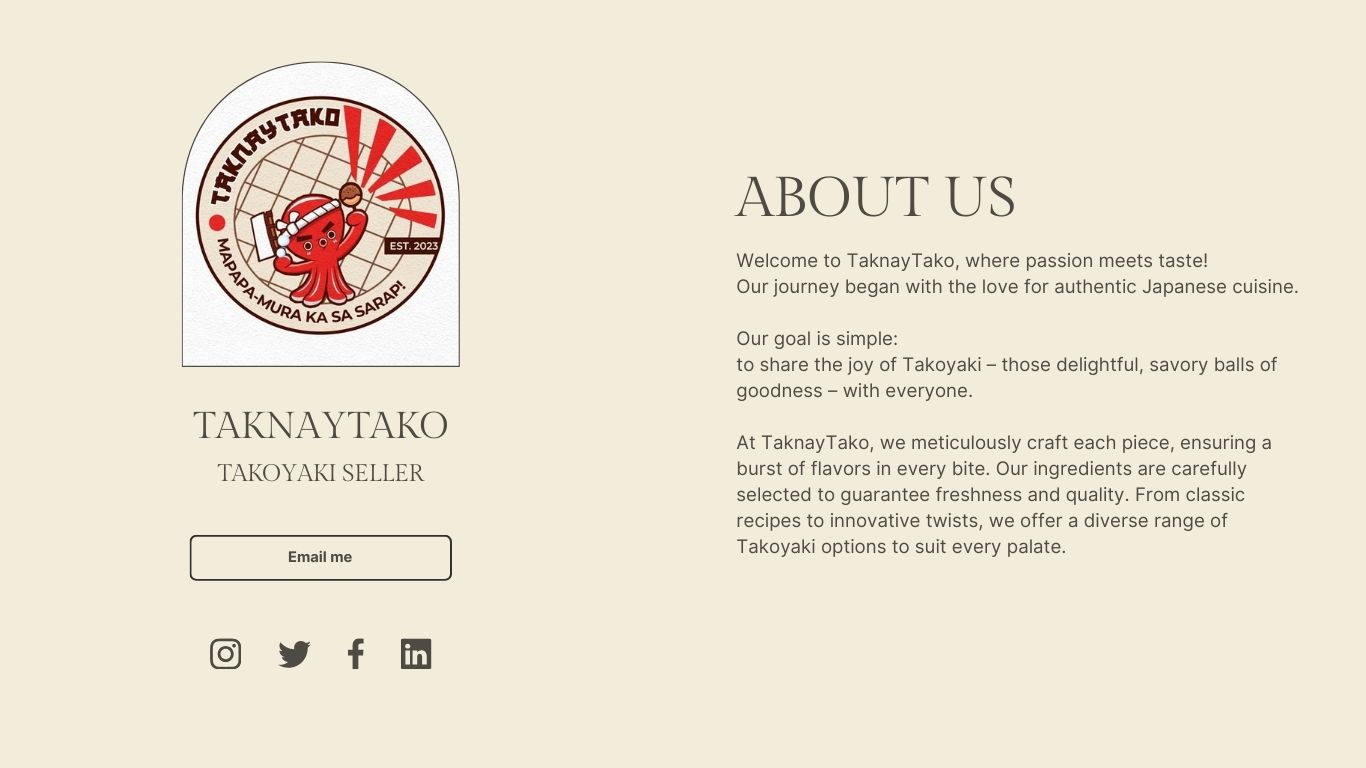 TAKNAYTAKO
EST. 2023
MAPAPA-MURA KA SA SARAP!
TAKNAYTAKO
TAKOYAKI SELLER
Email me
ABOUT US
Welcome to TaknayTako, where passion meets taste!
Our journey began with the love for authentic Japanese cuisine.
Our goal is simple:
to share the joy of Takoyaki – those delightful, savory balls of
goodness – with everyone.
At TaknayTako, we meticulously craft each piece, ensuring a
burst of flavors in every bite. Our ingredients are carefully
selected to guarantee freshness and quality. From classic
recipes to innovative twists, we offer a diverse range of
Takoyaki options to suit every palate.